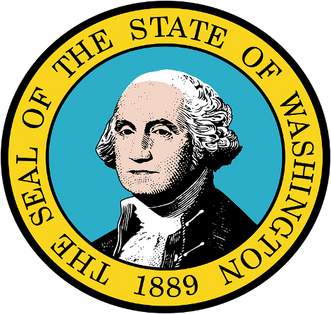 THE SEAL OF THE STATE OF WASHINGTON
1889